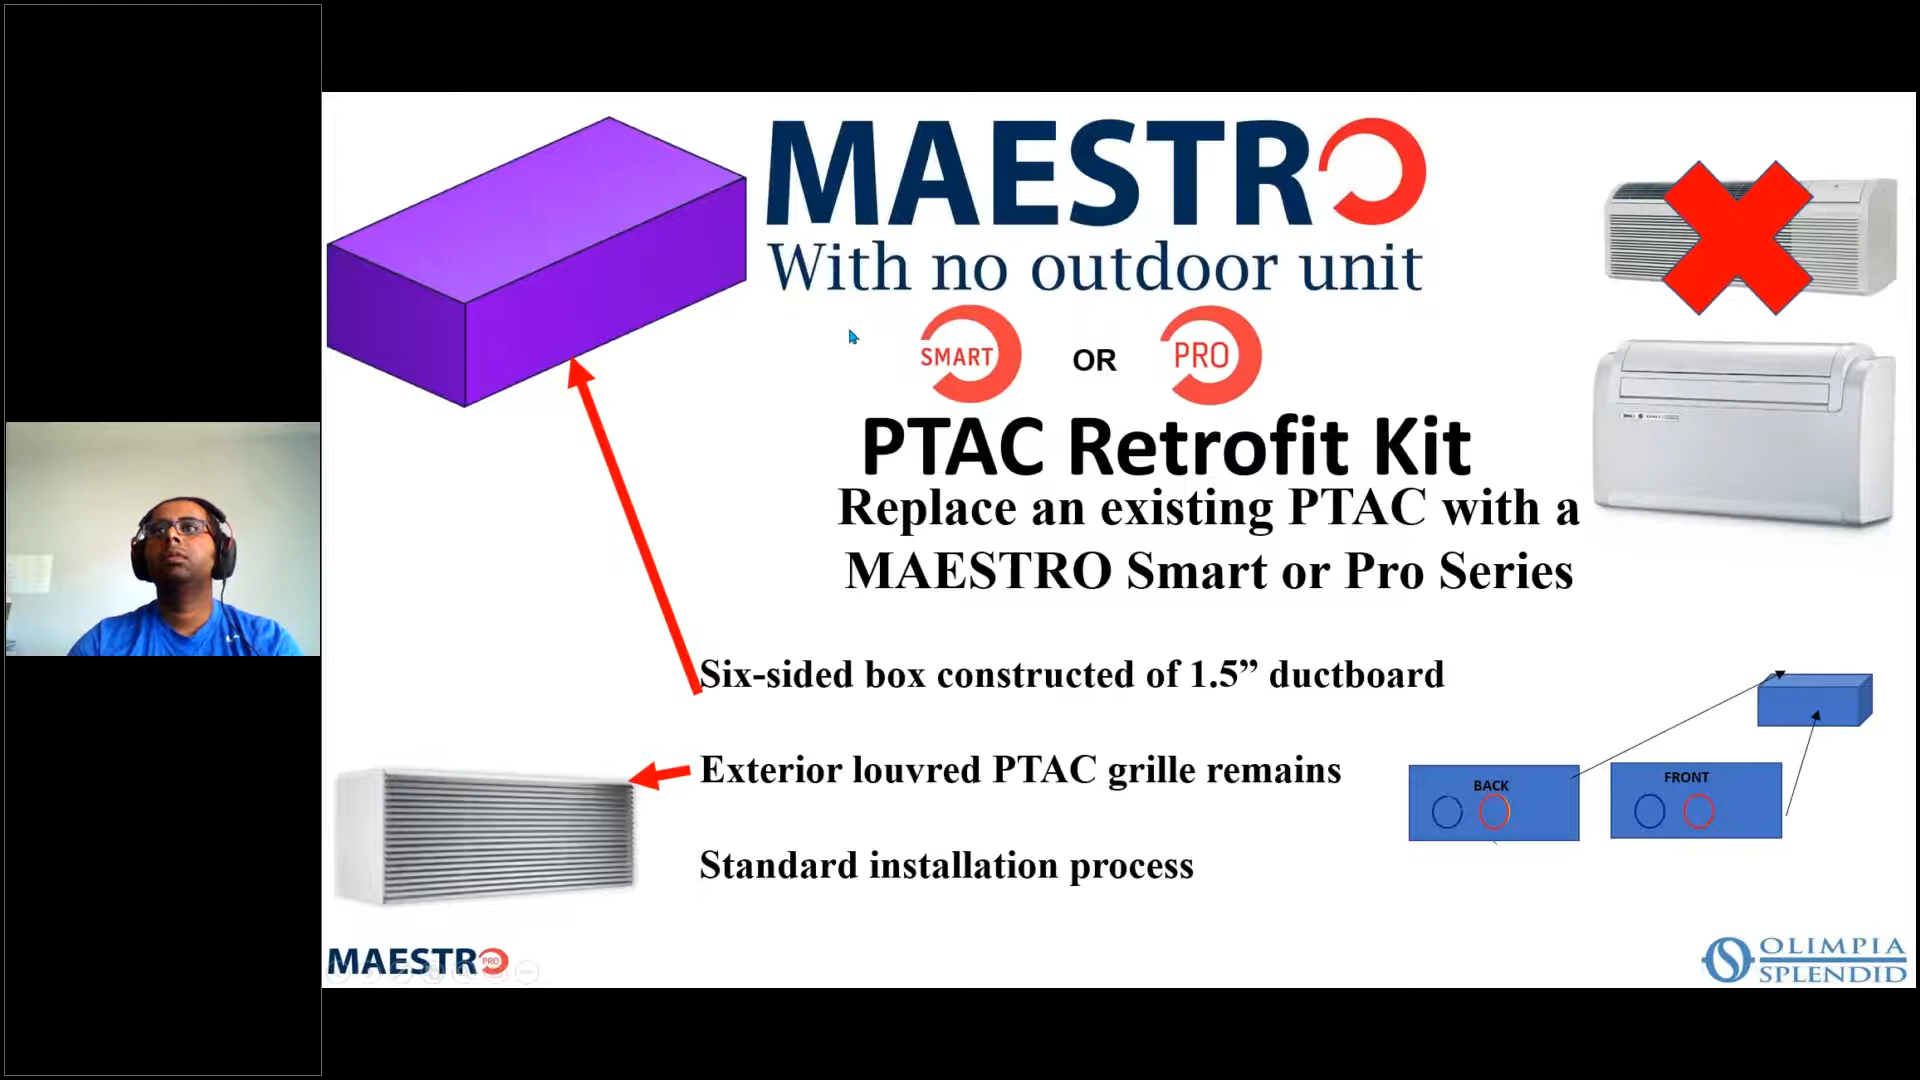 MAESTRO
With no outdoor unit
SMART OR PRO
PTAC Retrofit Kit
Replace an existing PTAC with a
MAESTRO Smart or Pro Series
Six-sided box constructed of 1.5” ductboard
Exterior louvred PTAC grille remains
BACK
FRONT
Standard installation process
MAESTRO PRO
OLIMPIA
SPLENDID